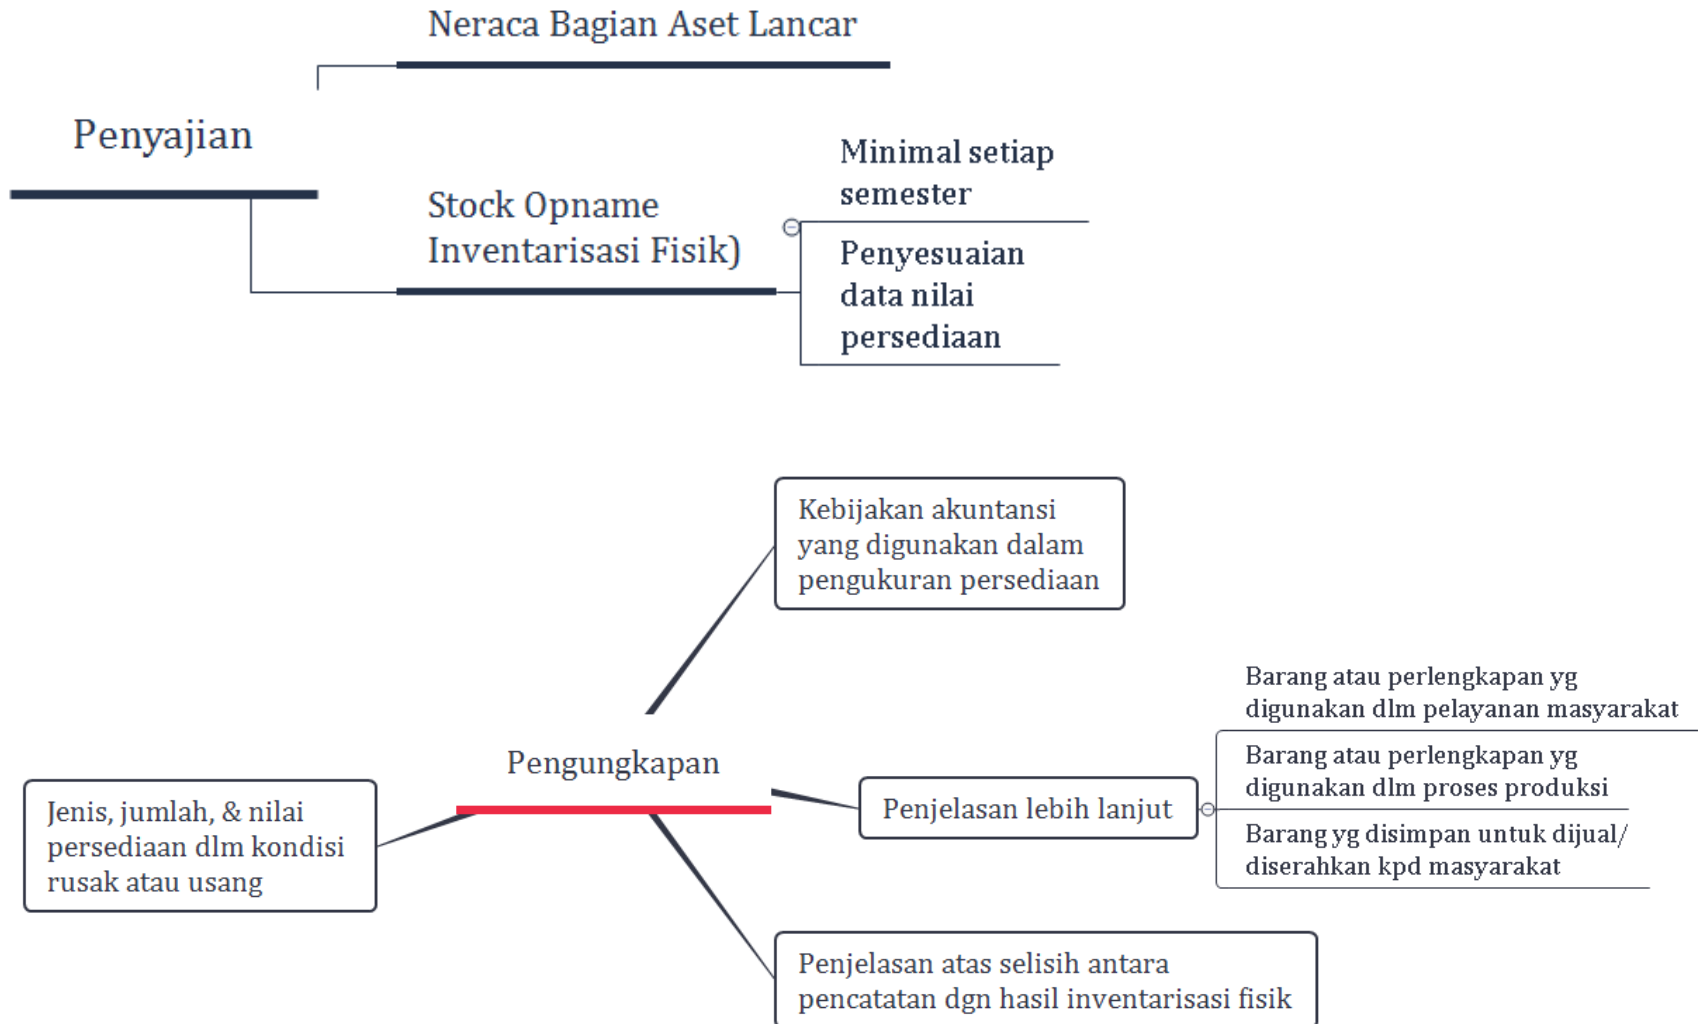 Neraca Bagian Aset Lancar
Penyajian
Stock Opname
Inventarisasi Fisik)
Minimal setiap
semester
Penyesuaian
data nilai
persediaan
Kebijakan akuntansi
yang digunakan dalam
pengukuran persediaan
Pengungkapan
Jenis, jumlah, & nilai
persediaan dlm kondisi
rusak atau usang
Penjelasan lebih lanjut
Barang atau perlengkapan yg
digunakan dlm pelayanan masyarakat
Barang atau perlengkapan yg
digunakan dlm proses produksi
Barang yg disimpan untuk dijual/
diserahkan kpd masyarakat
Penjelasan atas selisih antara
pencatatan dgn hasil inventarisasi fisik